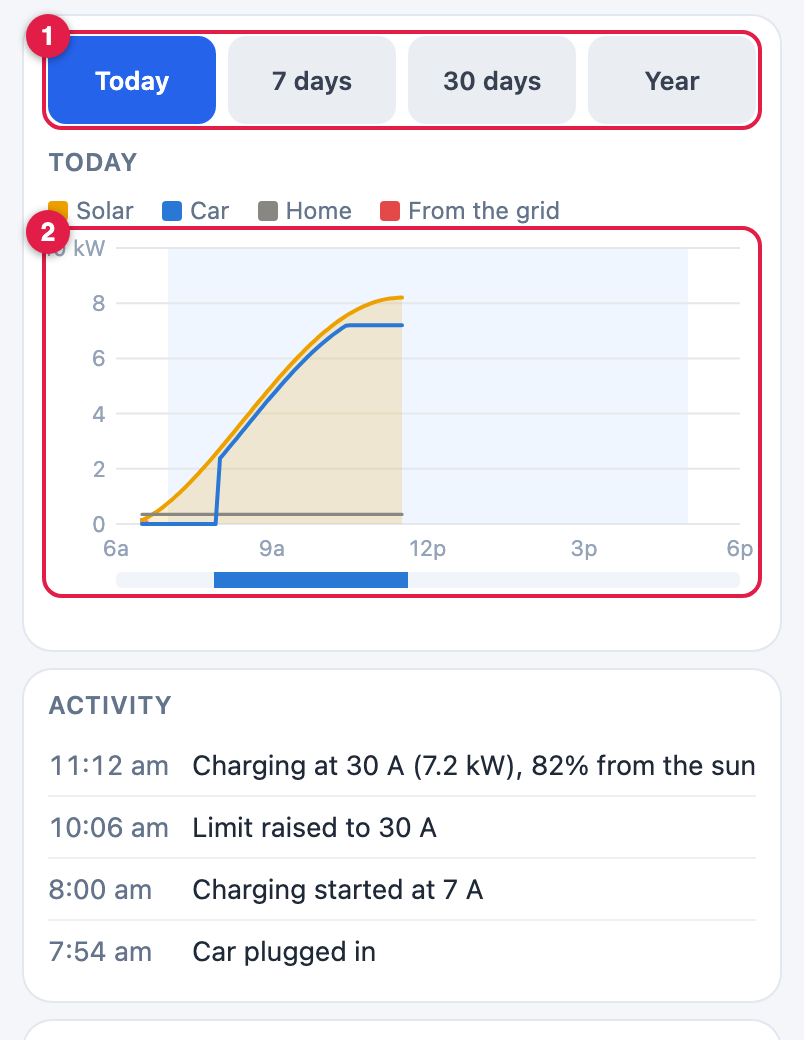 1
Today 7 days 30 days Year
TODAY
Solar Car Home From the grid
2
kW
8
6
4
2
0
6a 9a 12p 3p 6p
ACTIVITY
11:12 am Charging at 30 A (7.2 kW), 82% from the sun
10:06 am Limit raised to 30 A
8:00 am Charging started at 7 A
7:54 am Car plugged in